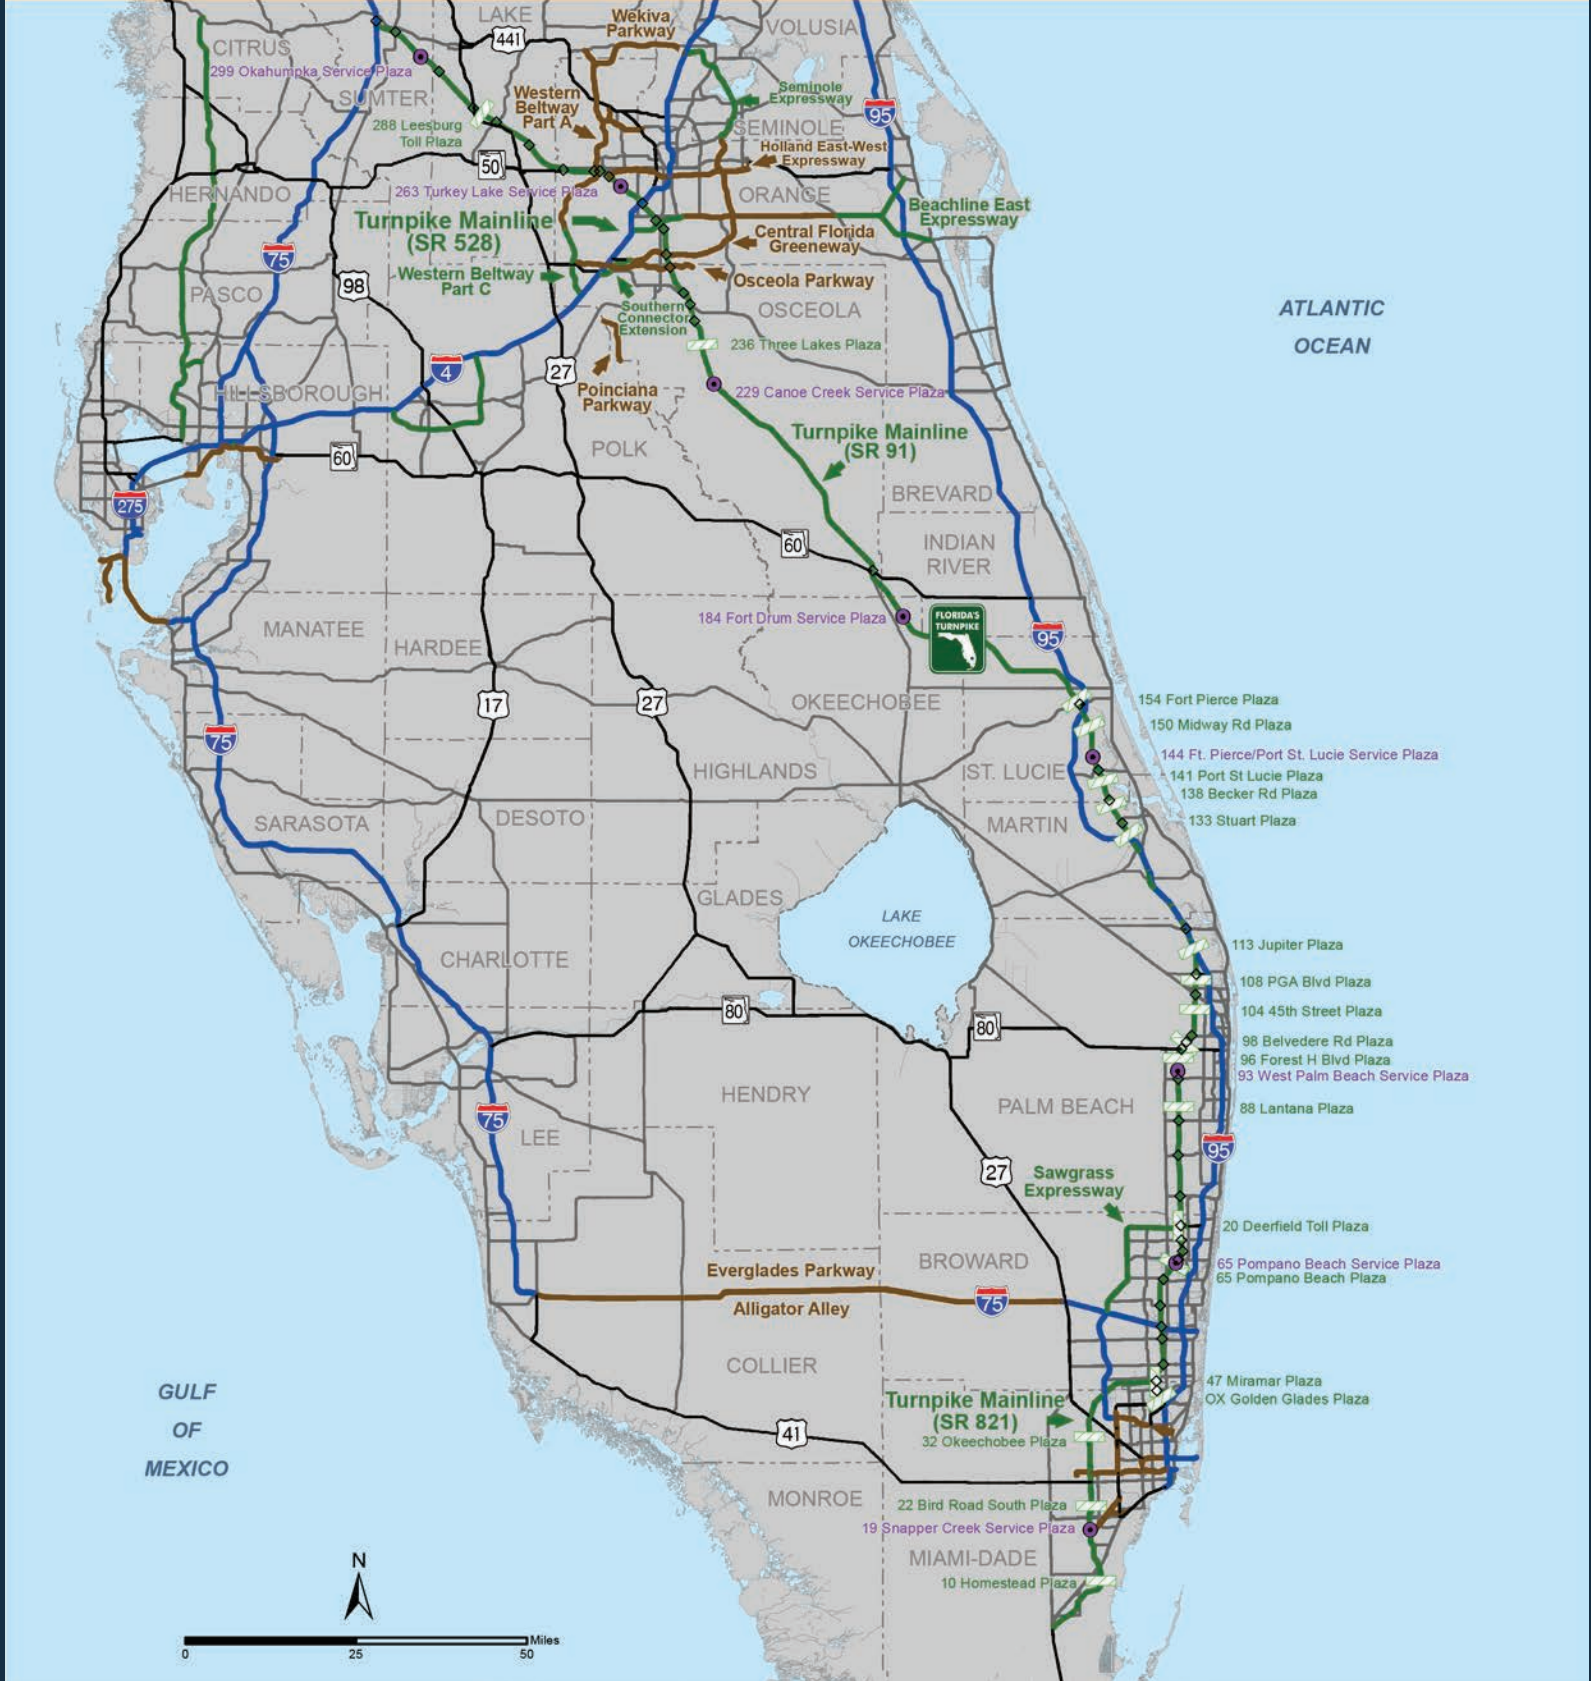 LAKE
441
Wekiva
Parkway
VOLUSIA
CITRUS
299 Okahumpka Service Plaza
SUMTER
Western
Beltway
Part A
Seminole
Expressway
95
288 Leesburg
Toll Plaza
SEMINOLE
Holland East-West
Expressway
50
HERNANDO
263 Turkey Lake Service Plaza
ORANGE
Beachline East
Expressway
Turnpike Mainline
(SR 528)
Central Florida
Greeneway
75
Western Beltway
Part C
Osceola Parkway
98
PASCO
Southern
Connector
Extension
OSCEOLA
ATLANTIC
OCEAN
236 Three Lakes Plaza
4
27
HILLSBOROUGH
Poinciana
Parkway
229 Canoe Creek Service Plaza
Turnpike Mainline
(SR 91)
POLK
60
275
BREVARD
60
INDIAN
RIVER
184 Fort Drum Service Plaza
FLORIDA'S
TURNPIKE
95
MANATEE
HARDEE
17
27
OKEECHOBEE
154 Fort Pierce Plaza
150 Midway Rd Plaza
75
144 Ft. Pierce/Port St. Lucie Service Plaza
HIGHLANDS
ST. LUCIE
141 Port St Lucie Plaza
138 Becker Rd Plaza
SARASOTA
DESOTO
MARTIN
133 Stuart Plaza
GLADES
LAKE
OKEECHOBEE
113 Jupiter Plaza
CHARLOTTE
108 PGA Blvd Plaza
80
104 45th Street Plaza
80
98 Belvedere Rd Plaza
96 Forest H Blvd Plaza
93 West Palm Beach Service Plaza
HENDRY
PALM BEACH
88 Lantana Plaza
75
LEE
95
27
Sawgrass
Expressway
20 Deerfield Toll Plaza
BROWARD
65 Pompano Beach Service Plaza
65 Pompano Beach Plaza
Everglades Parkway
75
Alligator Alley
COLLIER
47 Miramar Plaza
OX Golden Glades Plaza
GULF
OF
MEXICO
Turnpike Mainline
(SR 821)
41
32 Okeechobee Plaza
MONROE
22 Bird Road South Plaza
19 Snapper Creek Service Plaza
MIAMI-DADE
10 Homestead Plaza
N
Miles
0
25
50